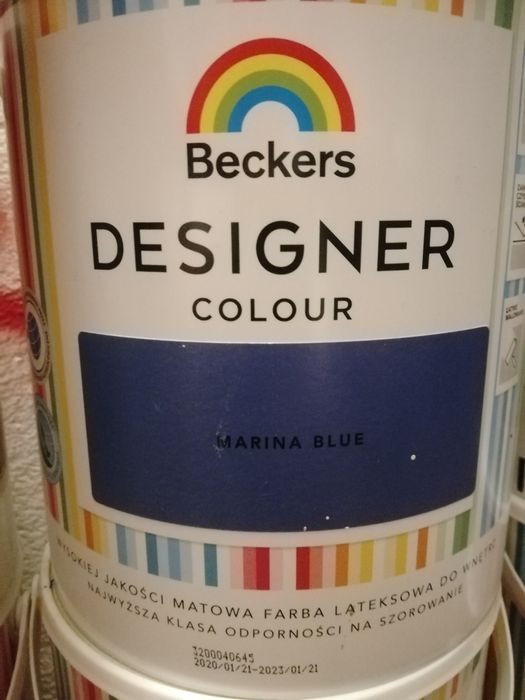 Beckers
DESIGNER
COLOUR
MARINA BLUE
WYSOKIEJ JAKOŚCI MATOWA FARBA LATEKSOWA DO WNĘTRZ
NAJWYŻSZA KLASA ODPORNOŚCI NA SZOROWANIE
3200040645
2020/01/21-2023/01/21